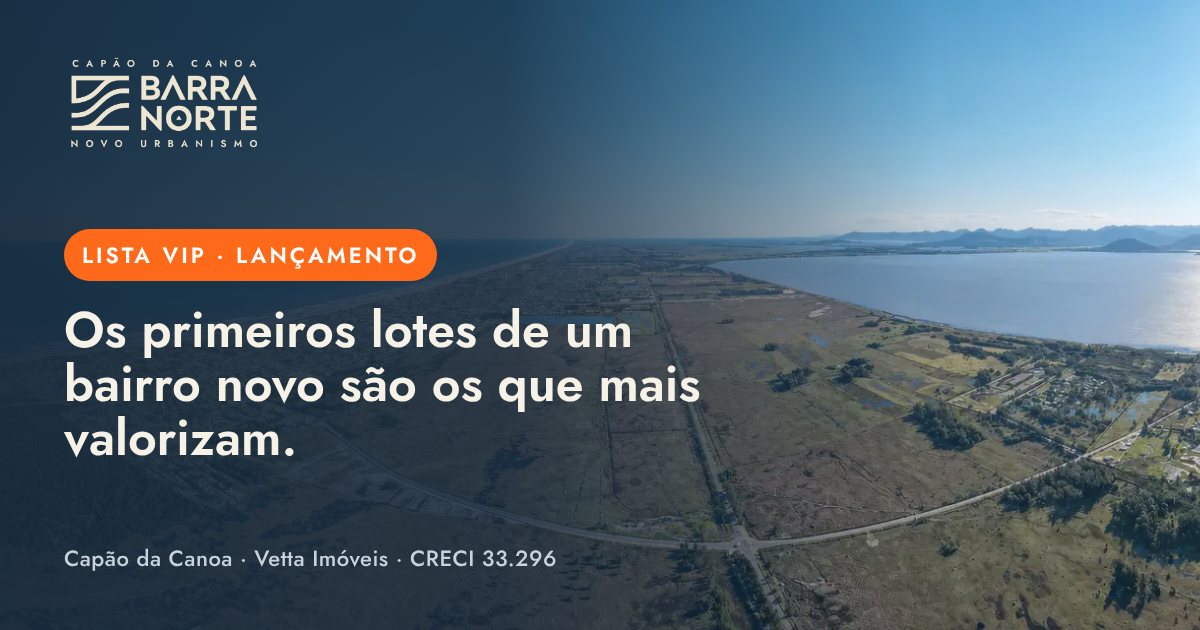 CAPÃO DA CANOA
BARRA
NORTE
NOVO URBANISMO
LISTA VIP · LANÇAMENTO
Os primeiros lotes de um
bairro novo são os que mais
valorizam.
Capão da Canoa · Vetta Imóveis · CRECI 33.296